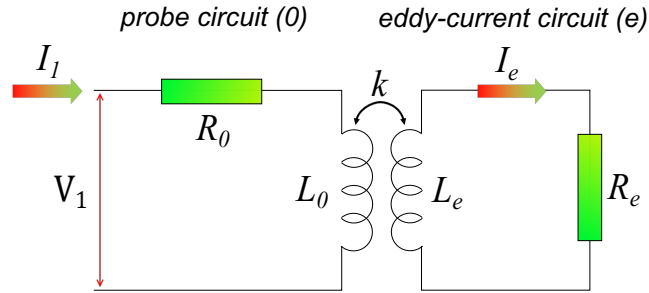 probe circuit (0)
eddy-current circuit (e)
I₁
Iₑ
k
R₀
V₁
L₀
Lₑ
Rₑ